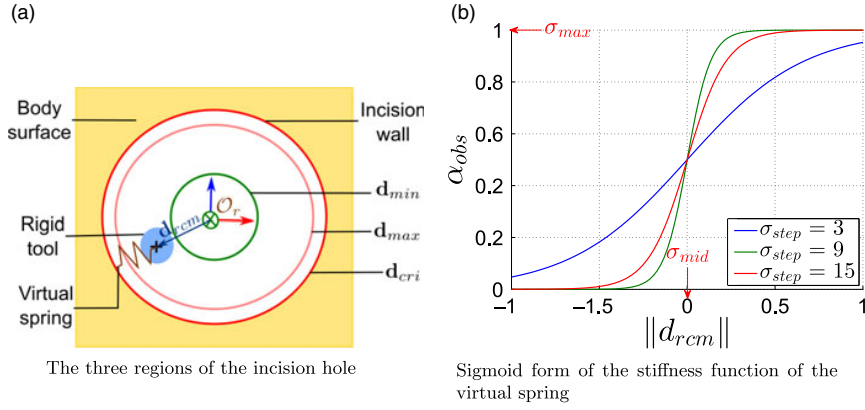 (a)
Body
surface
Incision
wall
d_min
O_r
d_rcm
Rigid
tool
d_max
d_cri
Virtual
spring
The three regions of the incision hole
(b)
1
0.8
0.6
0.2
0.2
0
σ_max
α_obs
σ_mid
σ_step = 3
σ_step = 9
σ_step = 15
−1 −1.5 0 0.5 1
||d_rcm||
Sigmoid form of the stiffness function of the
virtual spring